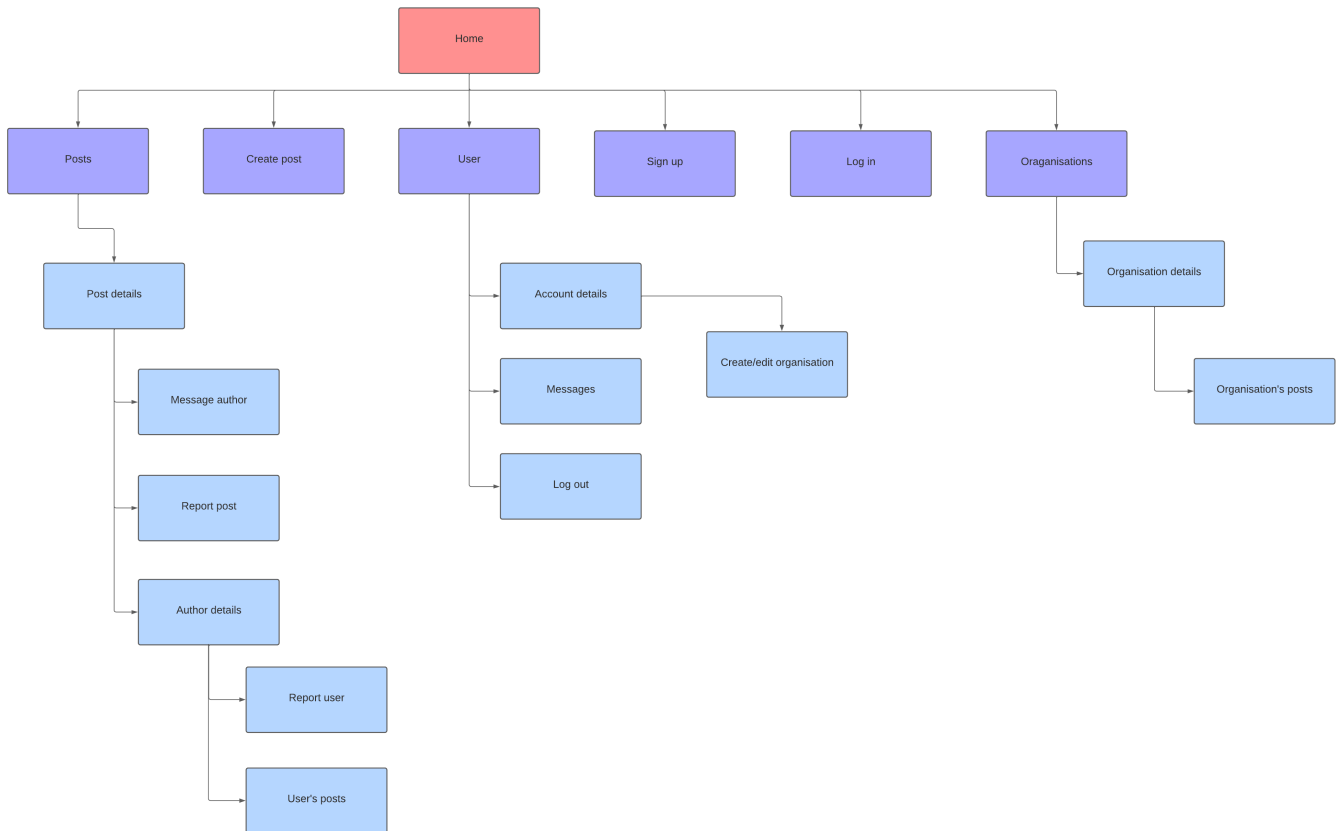 Home
Posts
Create post
User
Sign up
Log in
Oraganisations
Post details
Account details
Organisation details
Create/edit organisation
Message author
Messages
Organisation's posts
Report post
Log out
Author details
Report user
User's posts